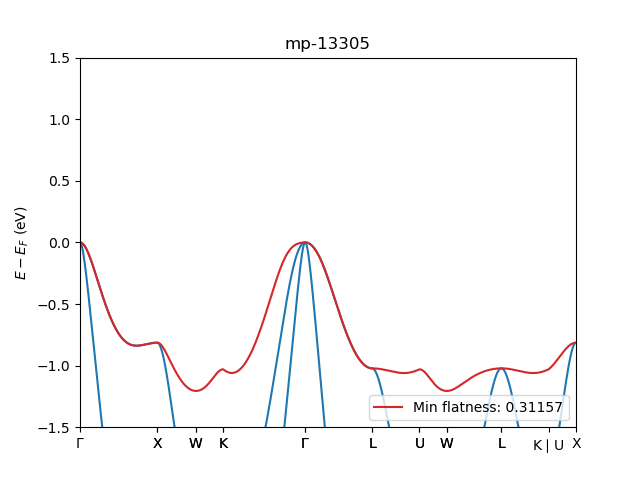 mp-13305
E − E_F (eV)
1.5
1.0
0.5
0.0
−0.5
−1.0
−1.5
Γ X W K Γ L U W L K | U X
Min flatness: 0.31157